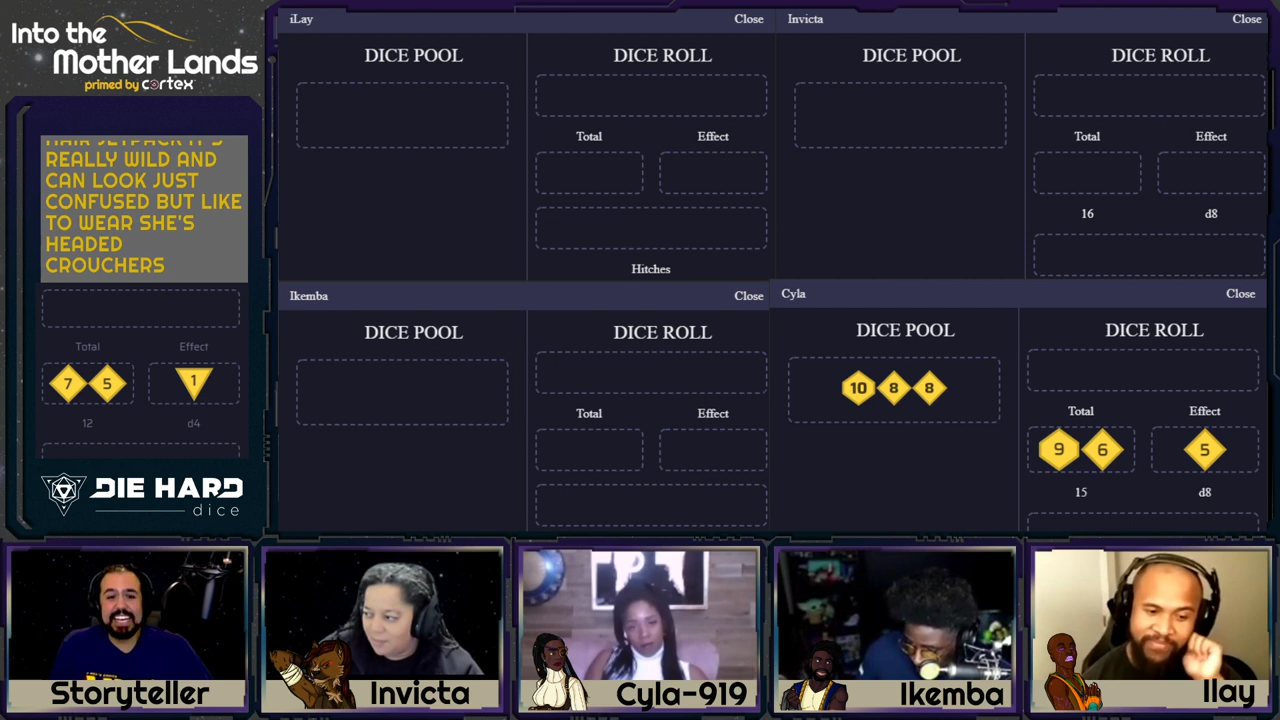 Into the
Mother Lands
primed by cortex
REALLY WILD AND
CAN LOOK JUST
CONFUSED BUT LIKE
TO WEAR SHE'S
HEADED
CROUCHERS
Total Effect
7 5 1
12 d4
DIE HARD
dice
iLay Close
DICE POOL DICE ROLL
Total Effect
Hitches
Invicta Close
DICE POOL DICE ROLL
Total Effect
16 d8
Ikemba Close
DICE POOL DICE ROLL
Total Effect
Cyla Close
DICE POOL DICE ROLL
10 8 8
Total Effect
9 6 5
15 d8
Storyteller
Invicta
Cyla-919
Ikemba
Ilay